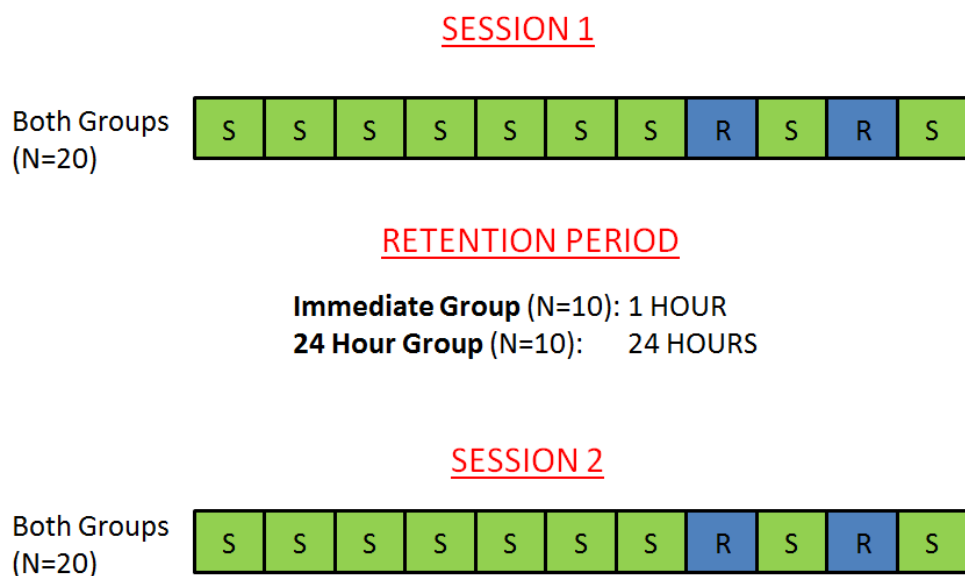 SESSION 1
Both Groups
(N=20)
S S S S S S S R S R S
RETENTION PERIOD
Immediate Group (N=10): 1 HOUR
24 Hour Group (N=10): 24 HOURS
SESSION 2
Both Groups
(N=20)
S S S S S S S R S R S